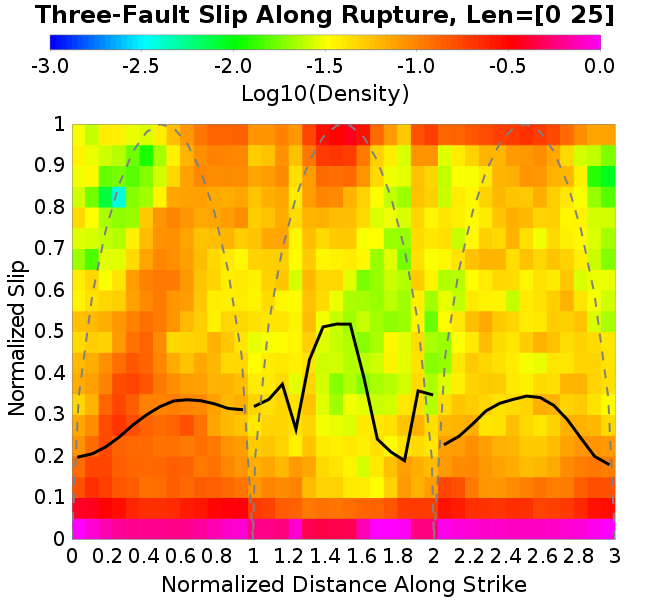 Three-Fault Slip Along Rupture, Len=[0 25]
-3.0 -2.5 -2.0 -1.5 -1.0 -0.5 0.0
Log10(Density)
1
0.9
0.8
0.7
0.6
0.5
0.4
0.3
0.2
0.1
0
Normalized Slip
0 0.2 0.4 0.6 0.8 1 1.2 1.4 1.6 1.8 2 2.2 2.4 2.6 2.8 3
Normalized Distance Along Strike